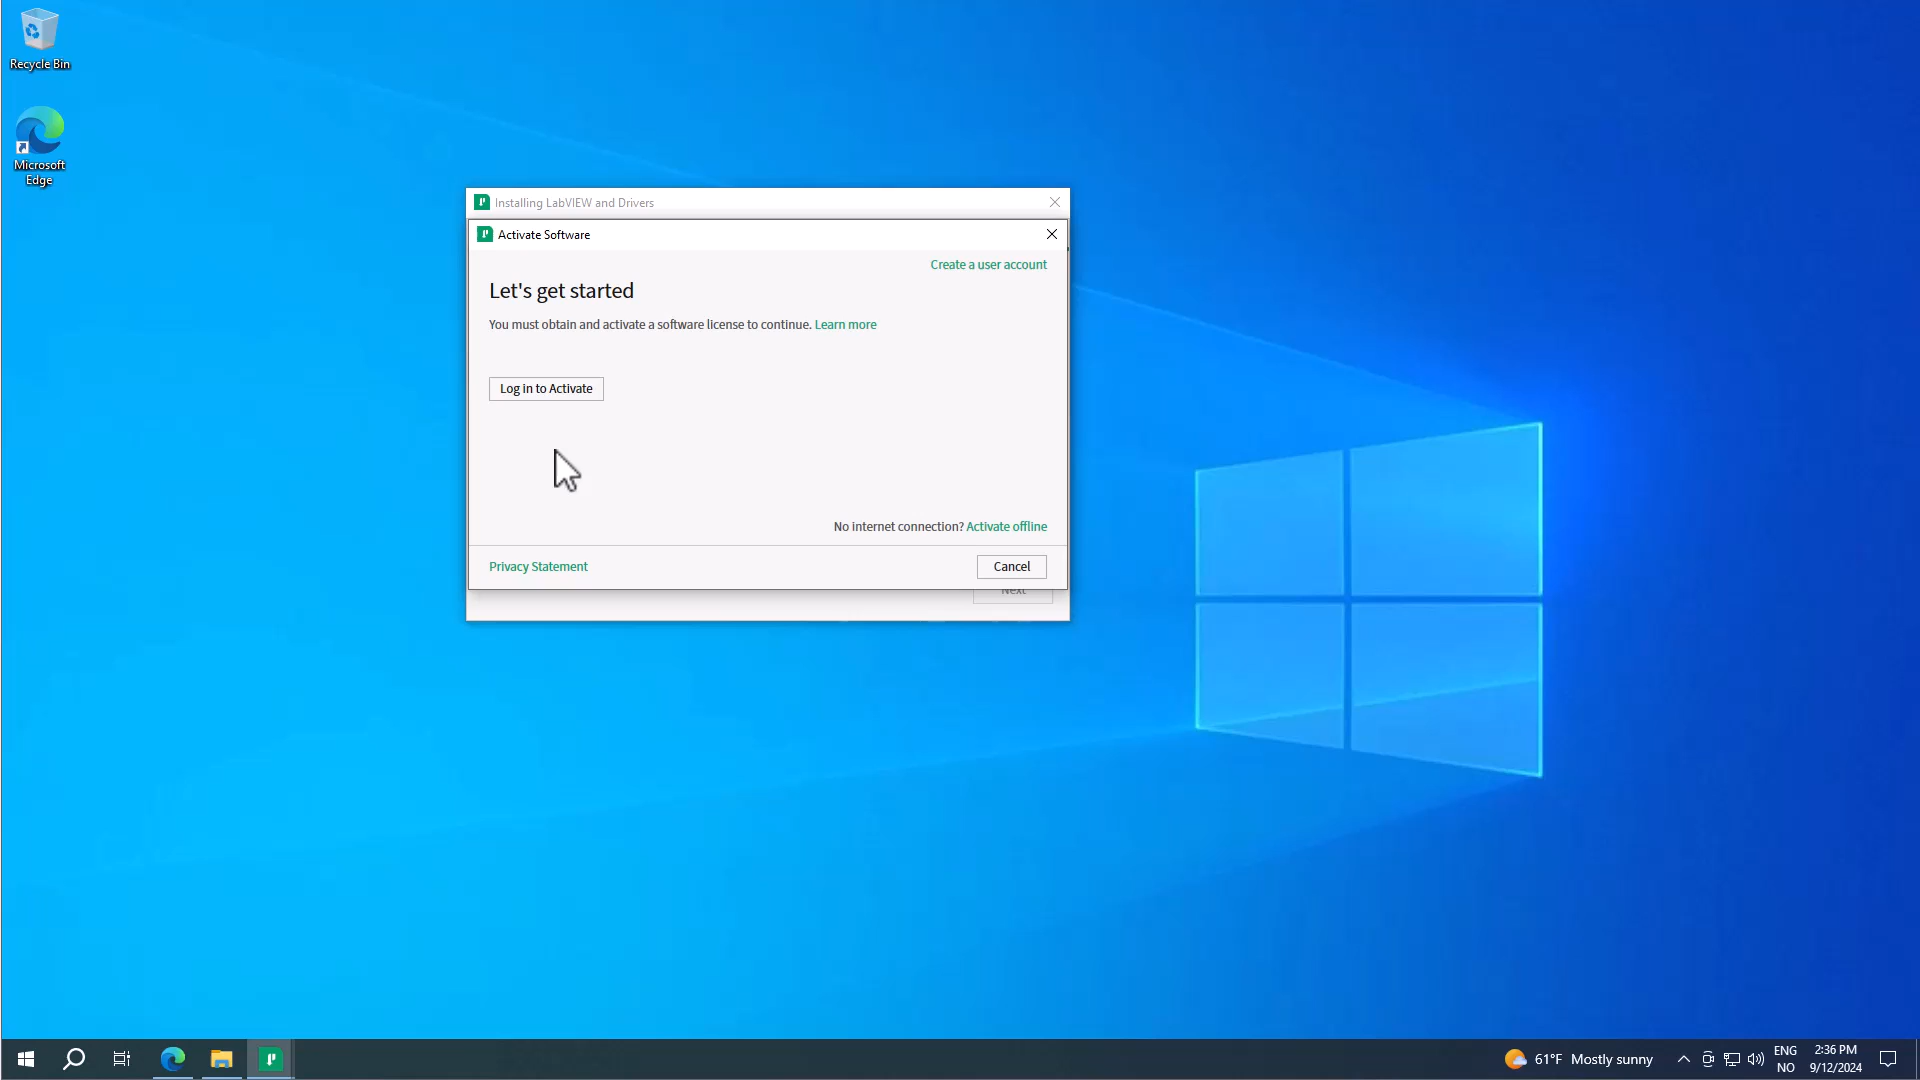 Recycle Bin
Microsoft
Edge
Installing LabVIEW and Drivers
Activate Software
Create a user account
Let's get started
You must obtain and activate a software license to continue. Learn more
Log in to Activate
No internet connection? Activate offline
Privacy Statement
Cancel
Next
61°F Mostly sunny
ENG
NO
2:36 PM
9/12/2024